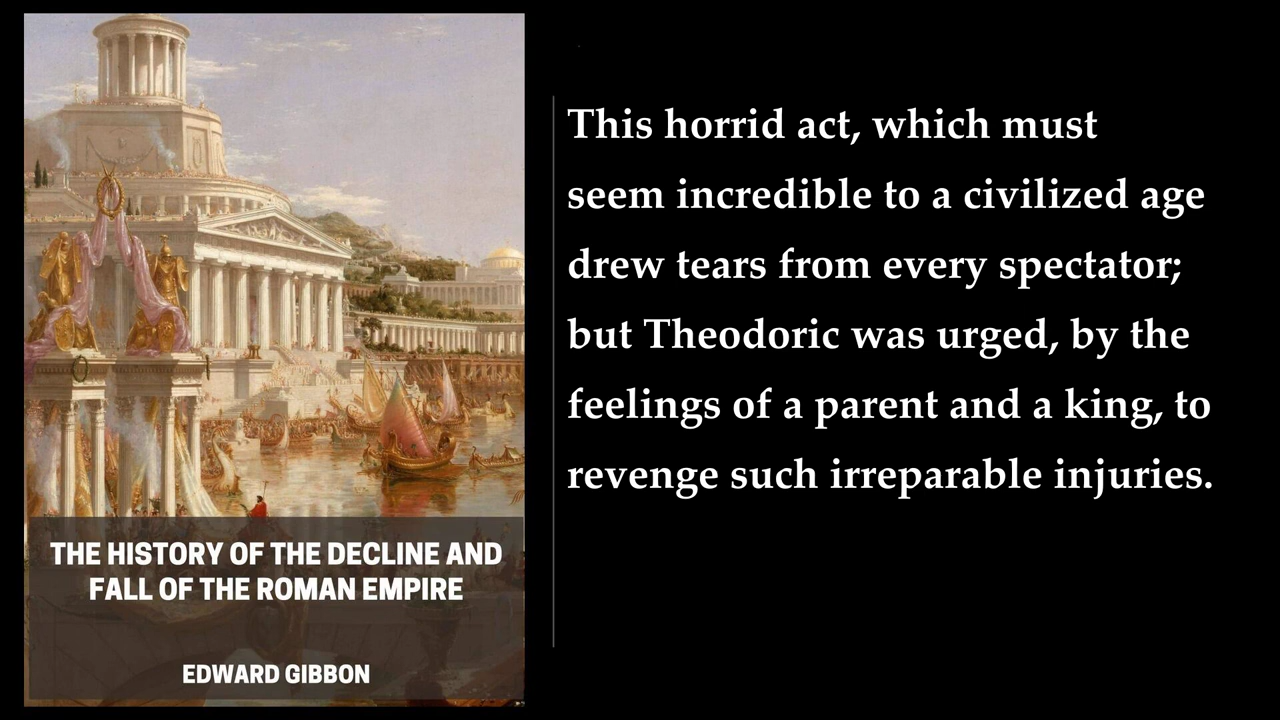 This horrid act, which must
seem incredible to a civilized age
drew tears from every spectator;
but Theodoric was urged, by the
feelings of a parent and a king, to
revenge such irreparable injuries.
THE HISTORY OF THE DECLINE AND
FALL OF THE ROMAN EMPIRE
EDWARD GIBBON